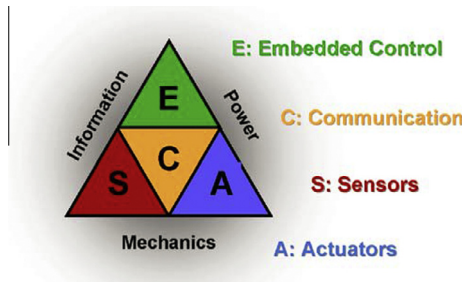 E: Embedded Control
E
Information
Power
C: Communication
C
S
A
S: Sensors
Mechanics
A: Actuators